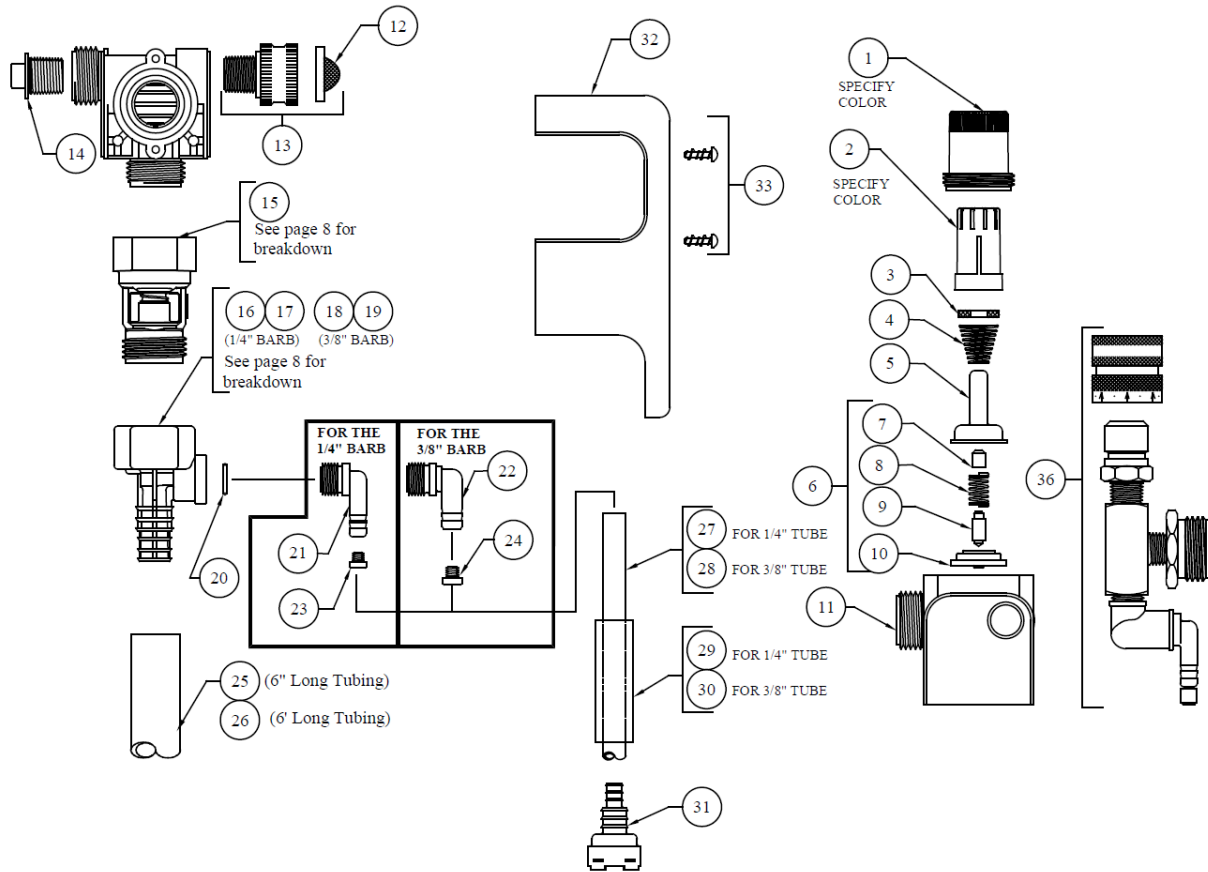 12
32
1
SPECIFY
COLOR
14
13
2
SPECIFY
COLOR
33
15
See page 8 for
breakdown
3
4
16 17 18 19
(1/4" BARB) (3/8" BARB)
See page 8 for
breakdown
5
6
7
8
9
10
36
FOR THE
1/4" BARB
FOR THE
3/8" BARB
22
21
24
20
23
27 FOR 1/4" TUBE
28 FOR 3/8" TUBE
11
29 FOR 1/4" TUBE
30 FOR 3/8" TUBE
25 (6" Long Tubing)
26 (6' Long Tubing)
31